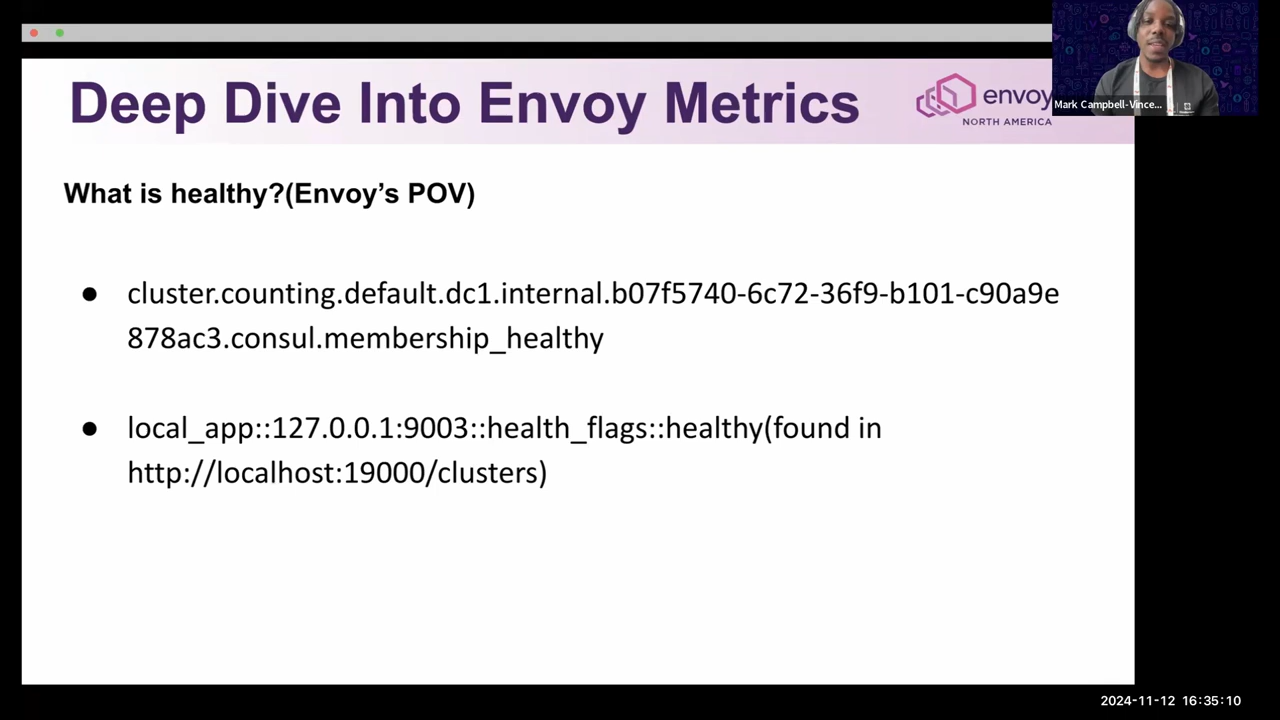 Deep Dive Into Envoy Metrics
envoy
NORTH AMERICA
Mark Campbell-Vince...
What is healthy?(Envoy's POV)
● cluster.counting.default.dc1.internal.b07f5740-6c72-36f9-b101-c90a9e
878ac3.consul.membership_healthy
● local_app::127.0.0.1:9003::health_flags::healthy(found in
http://localhost:19000/clusters)
2024-11-12 16:35:10